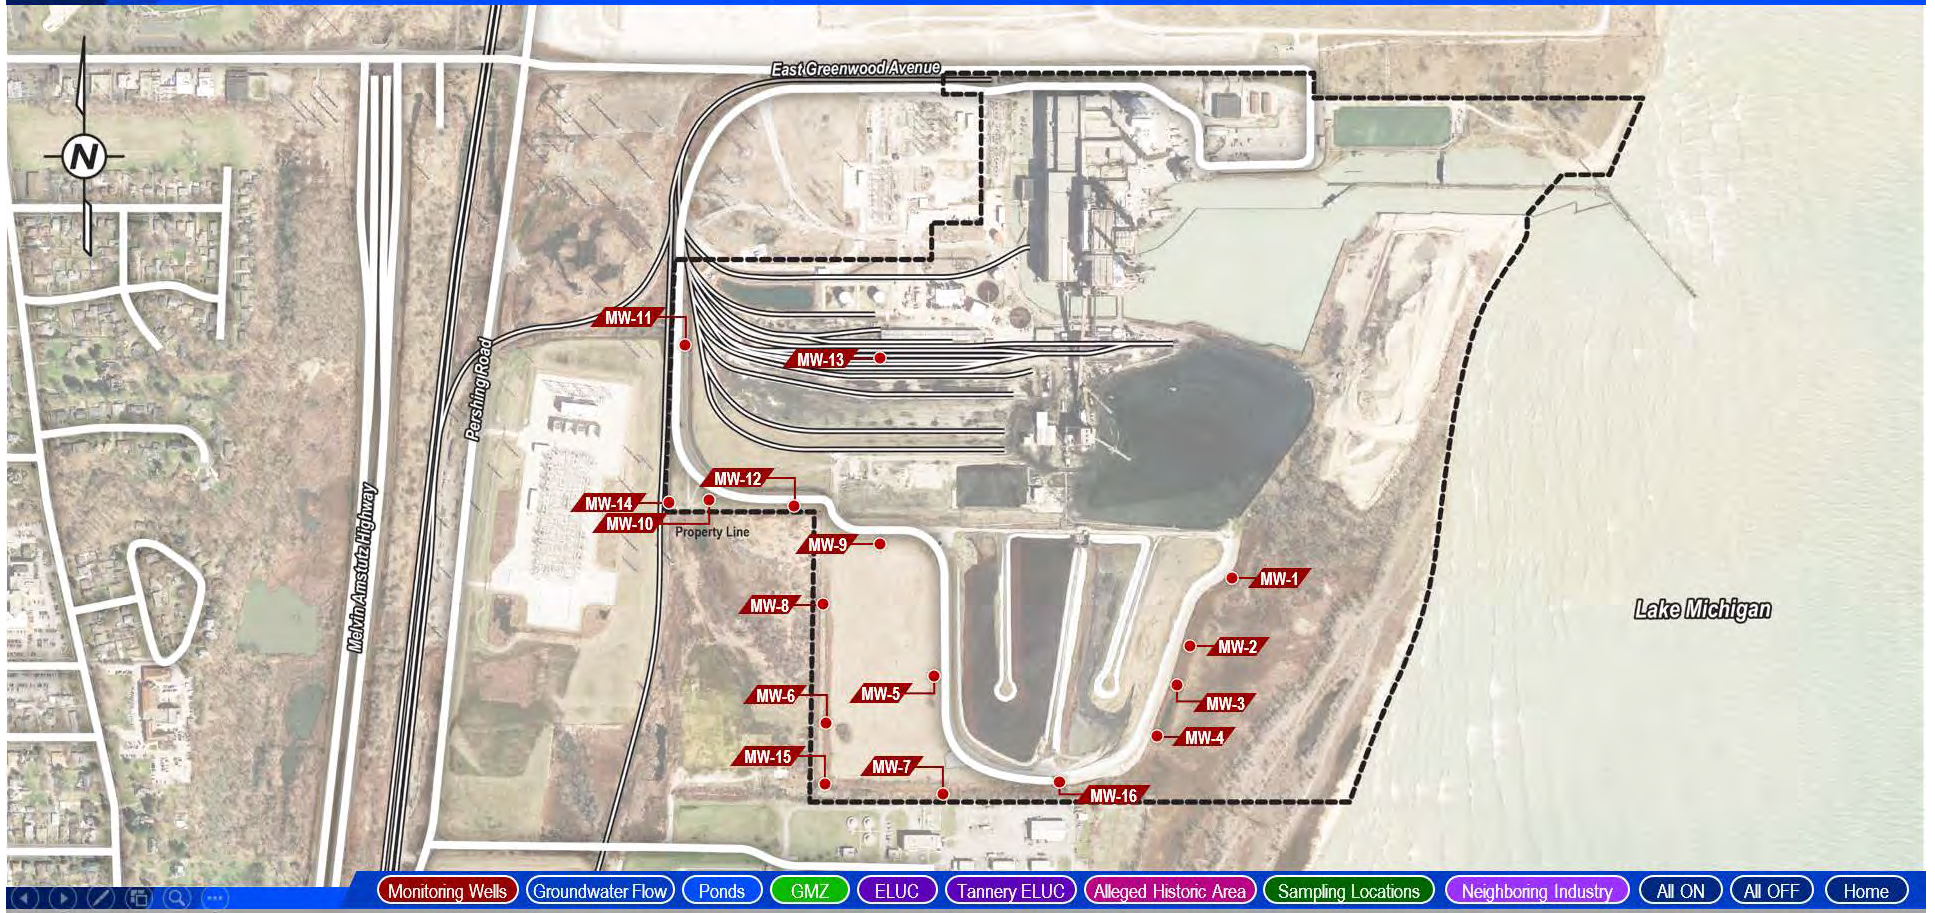 East Greenwood Avenue
N
MW-11
MW-13
Pershing Road
MW-12
MW-14
MW-10
Property Line
MW-9
Melvin Amstutz Highway
MW-1
MW-8
Lake Michigan
MW-2
MW-6
MW-5
MW-3
MW-4
MW-15
MW-7
MW-16
Monitoring Wells
Groundwater Flow
Ponds
GMZ
ELUC
Tannery ELUC
Alleged Historic Area
Sampling Locations
Neighboring Industry
All ON
All OFF
Home